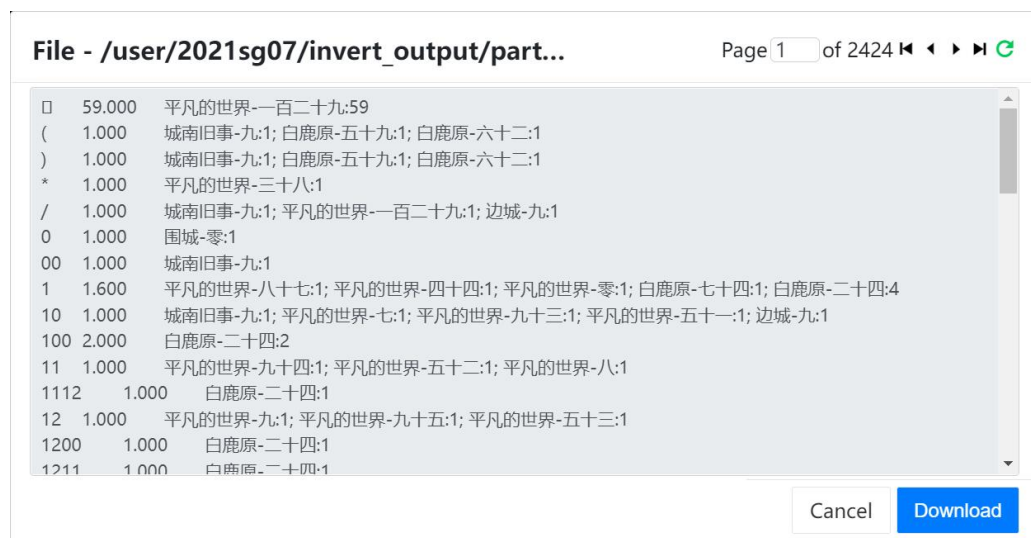 File - /user/2021sg07/invert_output/part...
Page 1 of 2424
▯ 59.000 平凡的世界-一百二十九:59
( 1.000 城南旧事-九:1; 白鹿原-五十九:1; 白鹿原-六十二:1
) 1.000 城南旧事-九:1; 白鹿原-五十九:1; 白鹿原-六十二:1
* 1.000 平凡的世界-三十八:1
/ 1.000 城南旧事-九:1; 平凡的世界-一百二十九:1; 边城-九:1
0 1.000 围城-零:1
00 1.000 城南旧事-九:1
1 1.600 平凡的世界-八十七:1; 平凡的世界-四十四:1; 平凡的世界-零:1; 白鹿原-七十四:1; 白鹿原-二十四:4
10 1.000 城南旧事-九:1; 平凡的世界-七:1; 平凡的世界-九十三:1; 平凡的世界-五十一:1; 边城-九:1
100 2.000 白鹿原-二十四:2
11 1.000 平凡的世界-九十四:1; 平凡的世界-五十二:1; 平凡的世界-八:1
1112 1.000 白鹿原-二十四:1
12 1.000 平凡的世界-九:1; 平凡的世界-九十五:1; 平凡的世界-五十三:1
1200 1.000 白鹿原-二十四:1
1211 1.000 白鹿原-二十四:1
Cancel Download